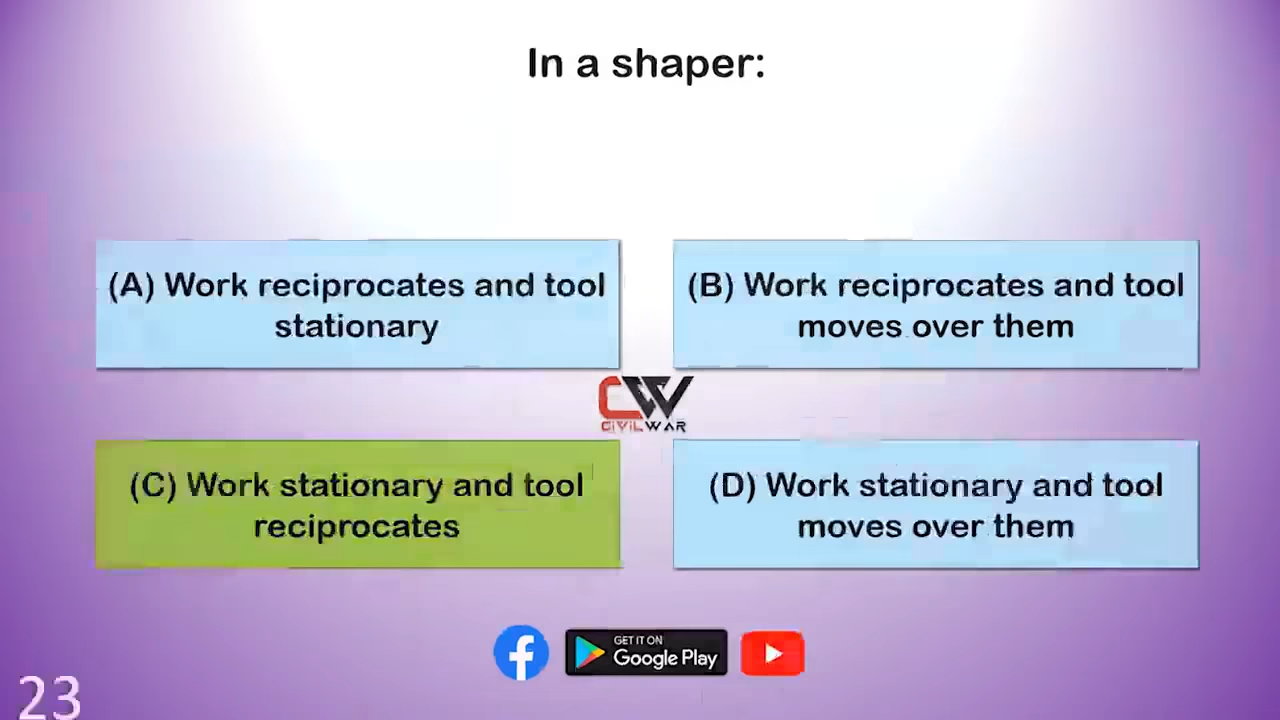 In a shaper:
(A) Work reciprocates and tool
stationary
(B) Work reciprocates and tool
moves over them
CW
CIVIL WAR
(C) Work stationary and tool
reciprocates
(D) Work stationary and tool
moves over them
GET IT ON
Google Play
23